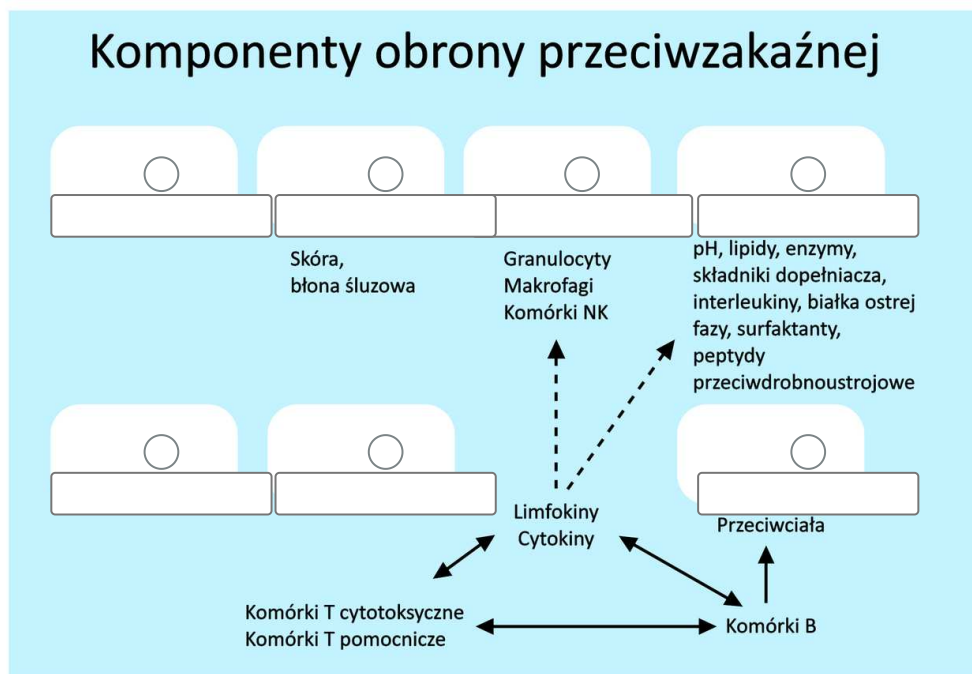 Komponenty obrony przeciwzakaźnej
Skóra,
błona śluzowa
Granulocyty
Makrofagi
Komórki NK
pH, lipidy, enzymy,
składniki dopełniacza,
interleukiny, białka ostrej
fazy, surfaktanty,
peptydy
przeciwdrobnoustrojowe
Limfokiny
Cytokiny
Przeciwciała
Komórki T cytotoksyczne
Komórki T pomocnicze
Komórki B